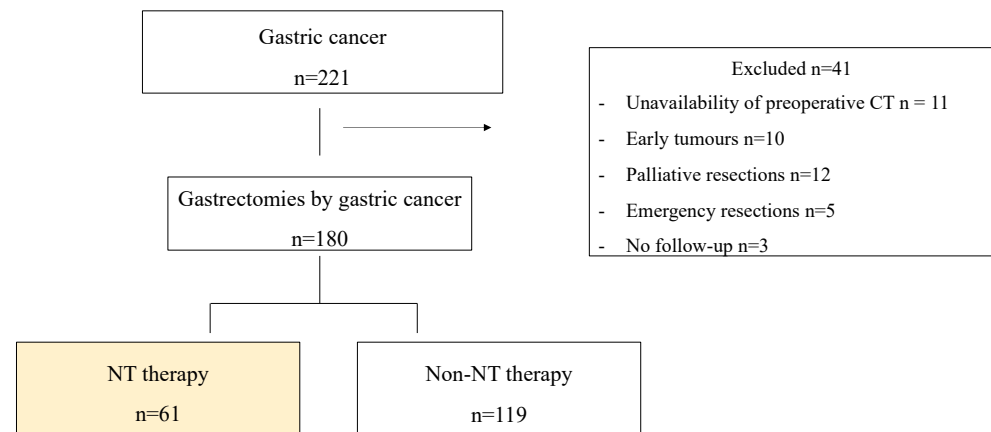 Gastric cancer
n=221
Excluded n=41
- Unavailability of preoperative CT n = 11
- Early tumours n=10
- Palliative resections n=12
- Emergency resections n=5
- No follow-up n=3
Gastrectomies by gastric cancer
n=180
NT therapy
n=61
Non-NT therapy
n=119